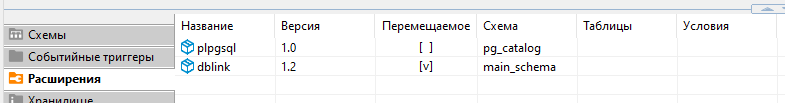 Название Версия Перемещаемое Схема Таблицы Условия
Схемы
plpgsql 1.0 [ ] pg_catalog
Событийные триггеры
dblink 1.2 [v] main_schema
Расширения
Хранилище